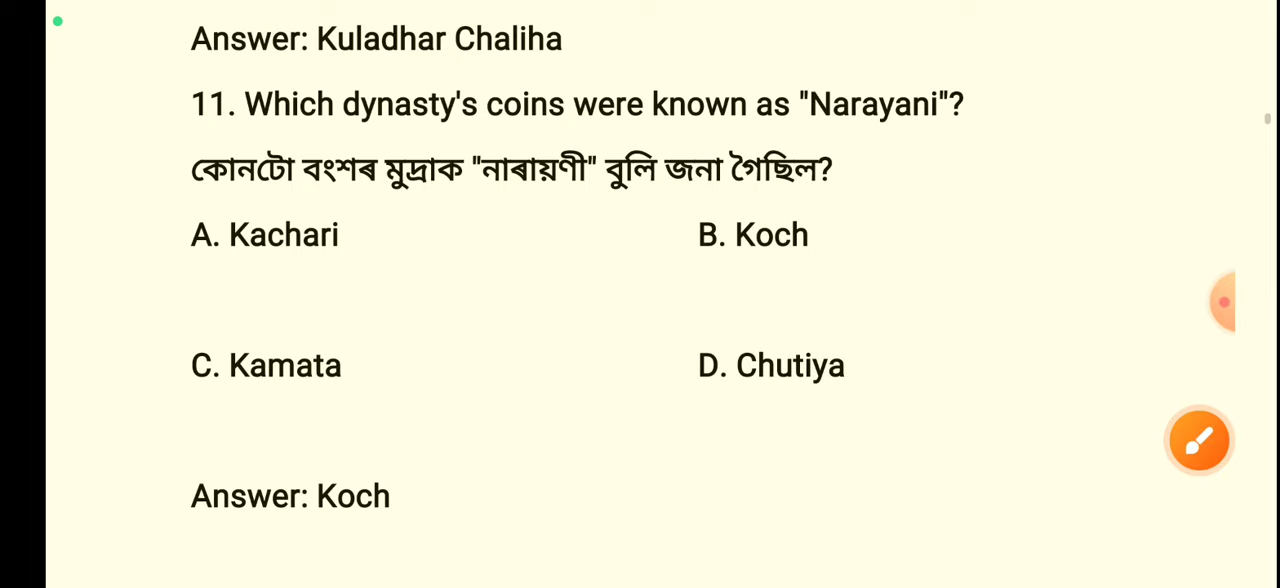 Answer: Kuladhar Chaliha
11. Which dynasty's coins were known as "Narayani"?
কোনটো বংশৰ মুদ্ৰাক "নাৰায়ণী" বুলি জনা গৈছিল?
A. Kachari B. Koch
C. Kamata D. Chutiya
Answer: Koch